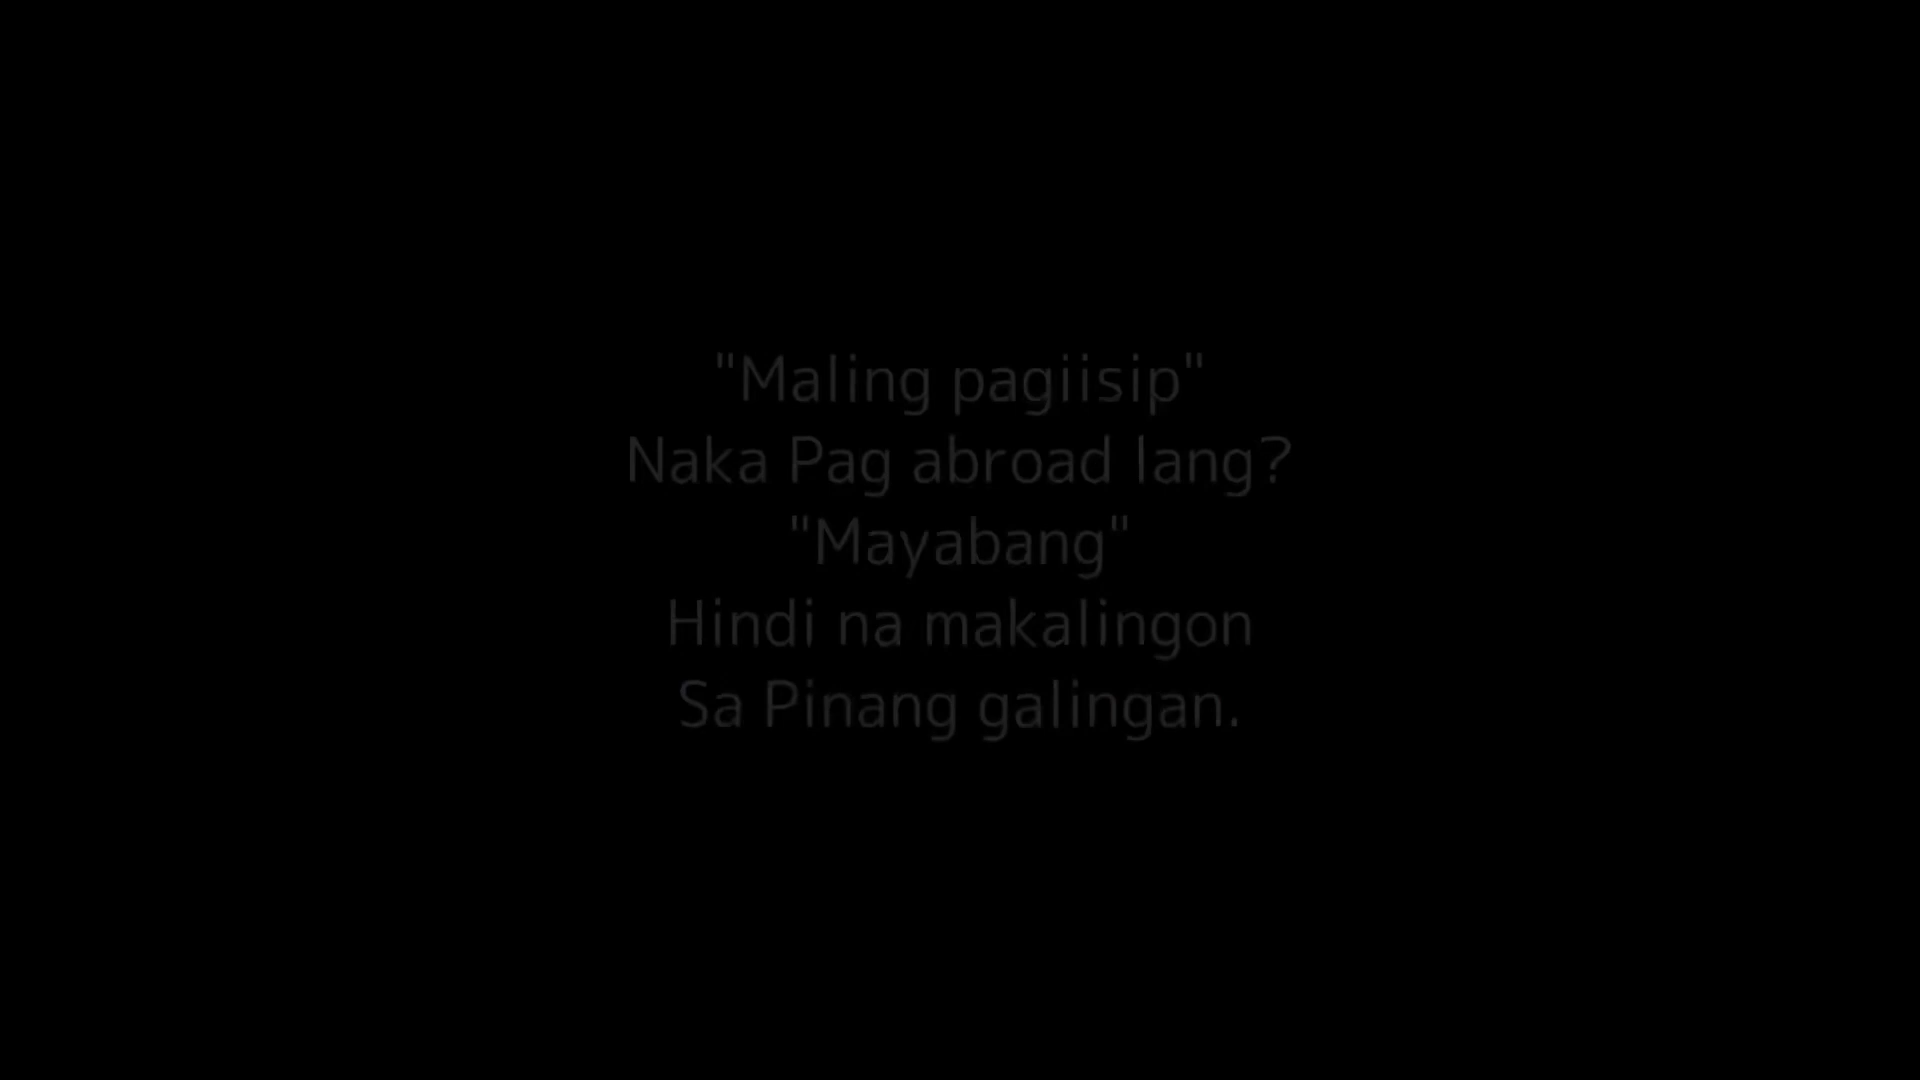 "Maling pagiisip"
Naka Pag abroad lang?
"Mayabang"
Hindi na makalingon
Sa Pinang galingan.